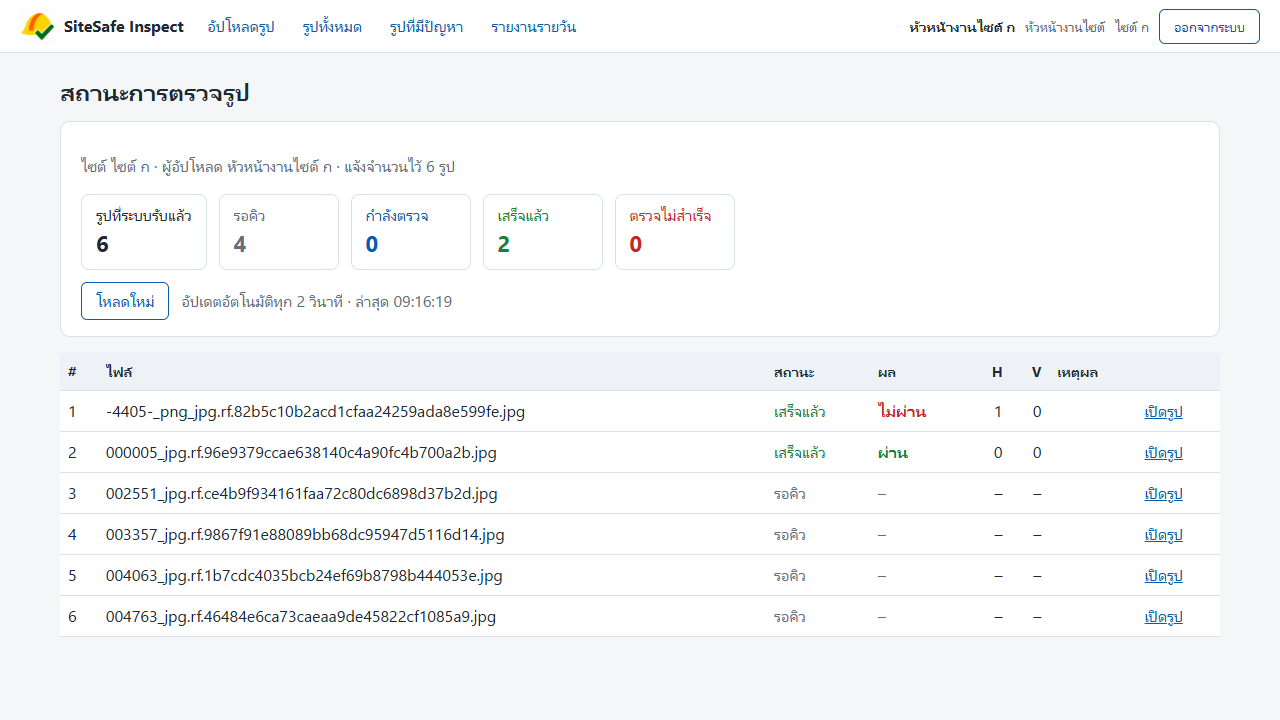 SiteSafe Inspect อัปโหลดรูป รูปทั้งหมด รูปที่มีปัญหา รายงานรายวัน หัวหน้างานไซต์ ก หัวหน้างานไซต์ ไซต์ ก ออกจากระบบ
สถานะการตรวจรูป
ไซต์ ไซต์ ก · ผู้อัปโหลด หัวหน้างานไซต์ ก · แจ้งจำนวนไว้ 6 รูป
รูปที่ระบบรับแล้ว รอคิว กำลังตรวจ เสร็จแล้ว ตรวจไม่สำเร็จ
6 4 0 2 0
โหลดใหม่ อัปเดตอัตโนมัติทุก 2 วินาที · ล่าสุด 09:16:19
# ไฟล์ สถานะ ผล H V เหตุผล
1 -4405-_png_jpg.rf.82b5c10b2acd1cfaa24259ada8e599fe.jpg เสร็จแล้ว ไม่ผ่าน 1 0 เปิดรูป
2 000005_jpg.rf.96e9379ccae638140c4a90fc4b700a2b.jpg เสร็จแล้ว ผ่าน 0 0 เปิดรูป
3 002551_jpg.rf.ce4b9f934161faa72c80dc6898d37b2d.jpg รอคิว – – – เปิดรูป
4 003357_jpg.rf.9867f91e88089bb68dc95947d5116d14.jpg รอคิว – – – เปิดรูป
5 004063_jpg.rf.1b7cdc4035bcb24ef69b8798b444053e.jpg รอคิว – – – เปิดรูป
6 004763_jpg.rf.46484e6ca73caeaa9de45822cf1085a9.jpg รอคิว – – – เปิดรูป